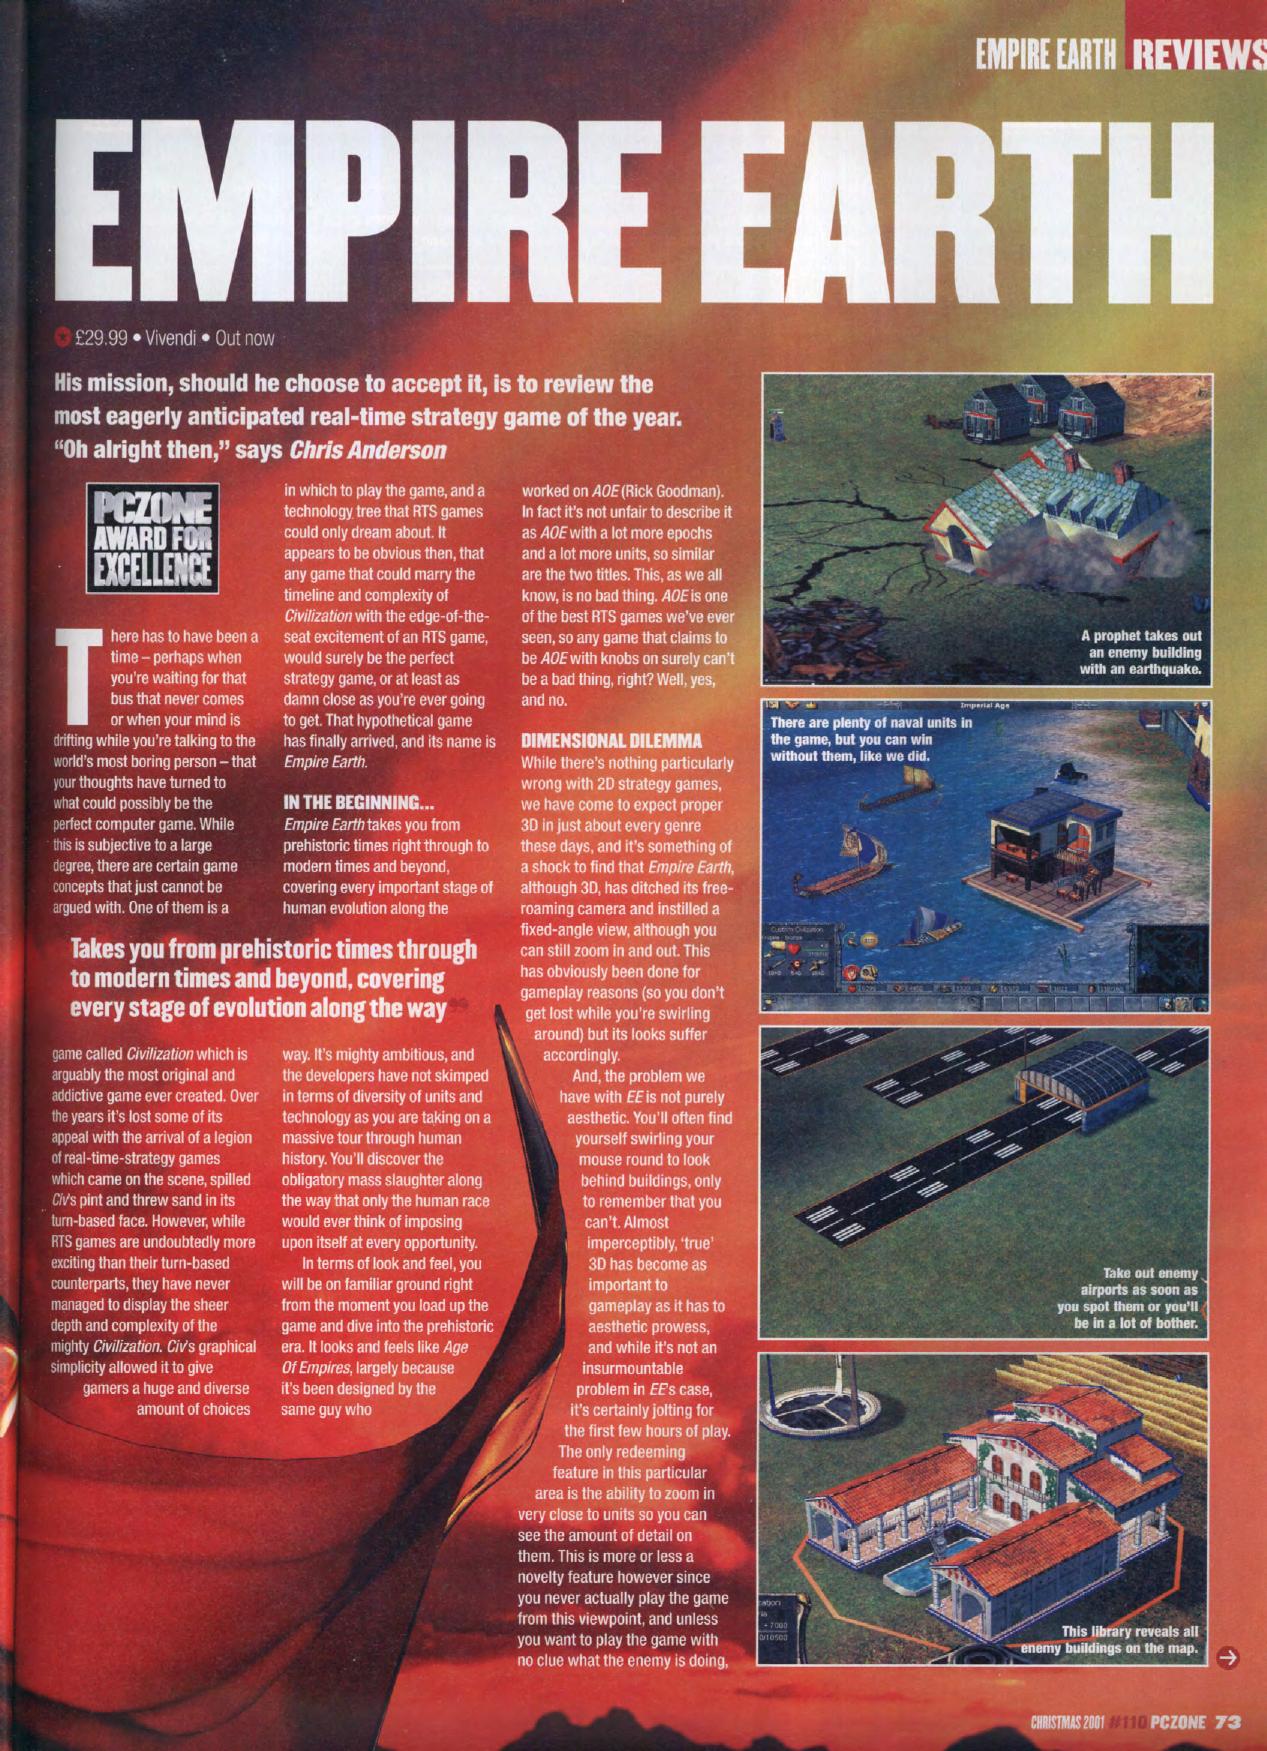 EMPIRE EARTH REVIEWS
EMPIRE EARTH
£29.99 • Vivendi • Out now
His mission, should he choose to accept it, is to review the
most eagerly anticipated real-time strategy game of the year.
“Oh alright then,” says Chris Anderson
PCZONE
AWARD FOR
EXCELLENCE
There has to have been a
time – perhaps when
you're waiting for that
bus that never comes
or when your mind is
drifting while you're talking to the
world's most boring person – that
your thoughts have turned to
what could possibly be the
perfect computer game. While
this is subjective to a large
degree, there are certain game
concepts that just cannot be
argued with. One of them is a
game called Civilization which is
arguably the most original and
addictive game ever created. Over
the years it's lost some of its
appeal with the arrival of a legion
of real-time-strategy games
which came on the scene, spilled
Civ's pint and threw sand in its
turn-based face. However, while
RTS games are undoubtedly more
exciting than their turn-based
counterparts, they have never
managed to display the sheer
depth and complexity of the
mighty Civilization. Civ's graphical
simplicity allowed it to give
gamers a huge and diverse
amount of choices
in which to play the game, and a
technology tree that RTS games
could only dream about. It
appears to be obvious then, that
any game that could marry the
timeline and complexity of
Civilization with the edge-of-the-
seat excitement of an RTS game,
would surely be the perfect
strategy game, or at least as
damn close as you're ever going
to get. That hypothetical game
has finally arrived, and its name is
Empire Earth.
IN THE BEGINNING...
Empire Earth takes you from
prehistoric times right through to
modern times and beyond,
covering every important stage of
human evolution along the
way. It's mighty ambitious, and
the developers have not skimped
in terms of diversity of units and
technology as you are taking on a
massive tour through human
history. You'll discover the
obligatory mass slaughter along
the way that only the human race
would ever think of imposing
upon itself at every opportunity.
In terms of look and feel, you
will be on familiar ground right
from the moment you load up the
game and dive into the prehistoric
era. It looks and feels like Age
Of Empires, largely because
it's been designed by the
same guy who
Takes you from prehistoric times through
to modern times and beyond, covering
every stage of evolution along the way”
worked on AOE (Rick Goodman).
In fact it's not unfair to describe it
as AOE with a lot more epochs
and a lot more units, so similar
are the two titles. This, as we all
know, is no bad thing. AOE is one
of the best RTS games we've ever
seen, so any game that claims to
be AOE with knobs on surely can't
be a bad thing, right? Well, yes,
and no.
DIMENSIONAL DILEMMA
While there's nothing particularly
wrong with 2D strategy games,
we have come to expect proper
3D in just about every genre
these days, and it's something of
a shock to find that Empire Earth,
although 3D, has ditched its free-
roaming camera and instilled a
fixed-angle view, although you
can still zoom in and out. This
has obviously been done for
gameplay reasons (so you don't
get lost while you're swirling
around) but its looks suffer
accordingly.
And, the problem we
have with EE is not purely
aesthetic. You'll often find
yourself swirling your
mouse round to look
behind buildings, only
to remember that you
can't. Almost
imperceptibly, ‘true’
3D has become as
important to
gameplay as it has to
aesthetic prowess,
and while it's not an
insurmountable
problem in EE's case,
it's certainly jolting for
the first few hours of play.
The only redeeming
feature in this particular
area is the ability to zoom in
very close to units so you can
see the amount of detail on
them. This is more or less a
novelty feature however since
you never actually play the game
from this viewpoint, and unless
you want to play the game with
no clue what the enemy is doing,
A prophet takes out
an enemy building
with an earthquake.
Imperial Age
There are plenty of naval units in
the game, but you can win
without them, like we did.
Custom Civilization
Take out enemy
airports as soon as
you spot them or you'll
be in a lot of bother.
This library reveals all
enemy buildings on the map.
CHRISTMAS 2001 #110 PCZONE 73